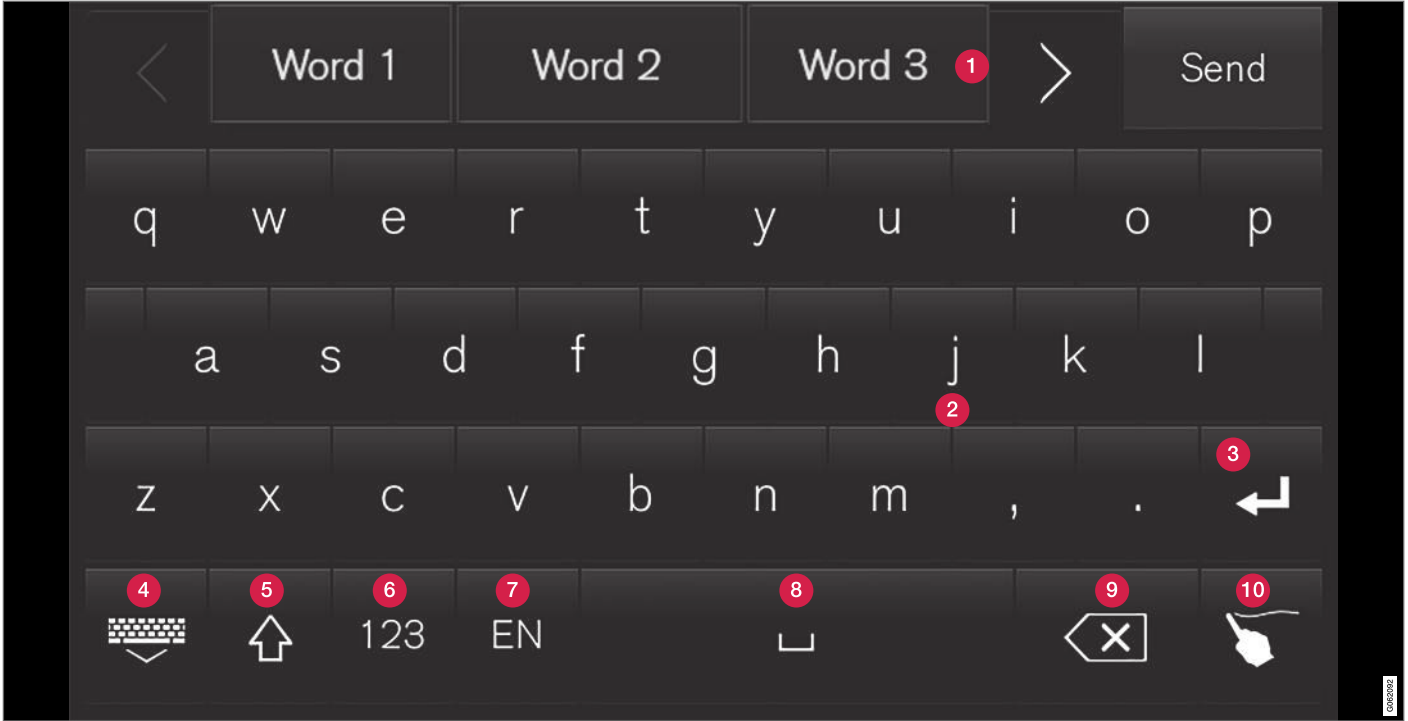 Word 1 Word 2 Word 3 1 Send
q w e r t y u i o p
a s d f g h j k l
2
3
z x c v b n m , .
4 5 6 7 8 9 10
123 EN
G062092